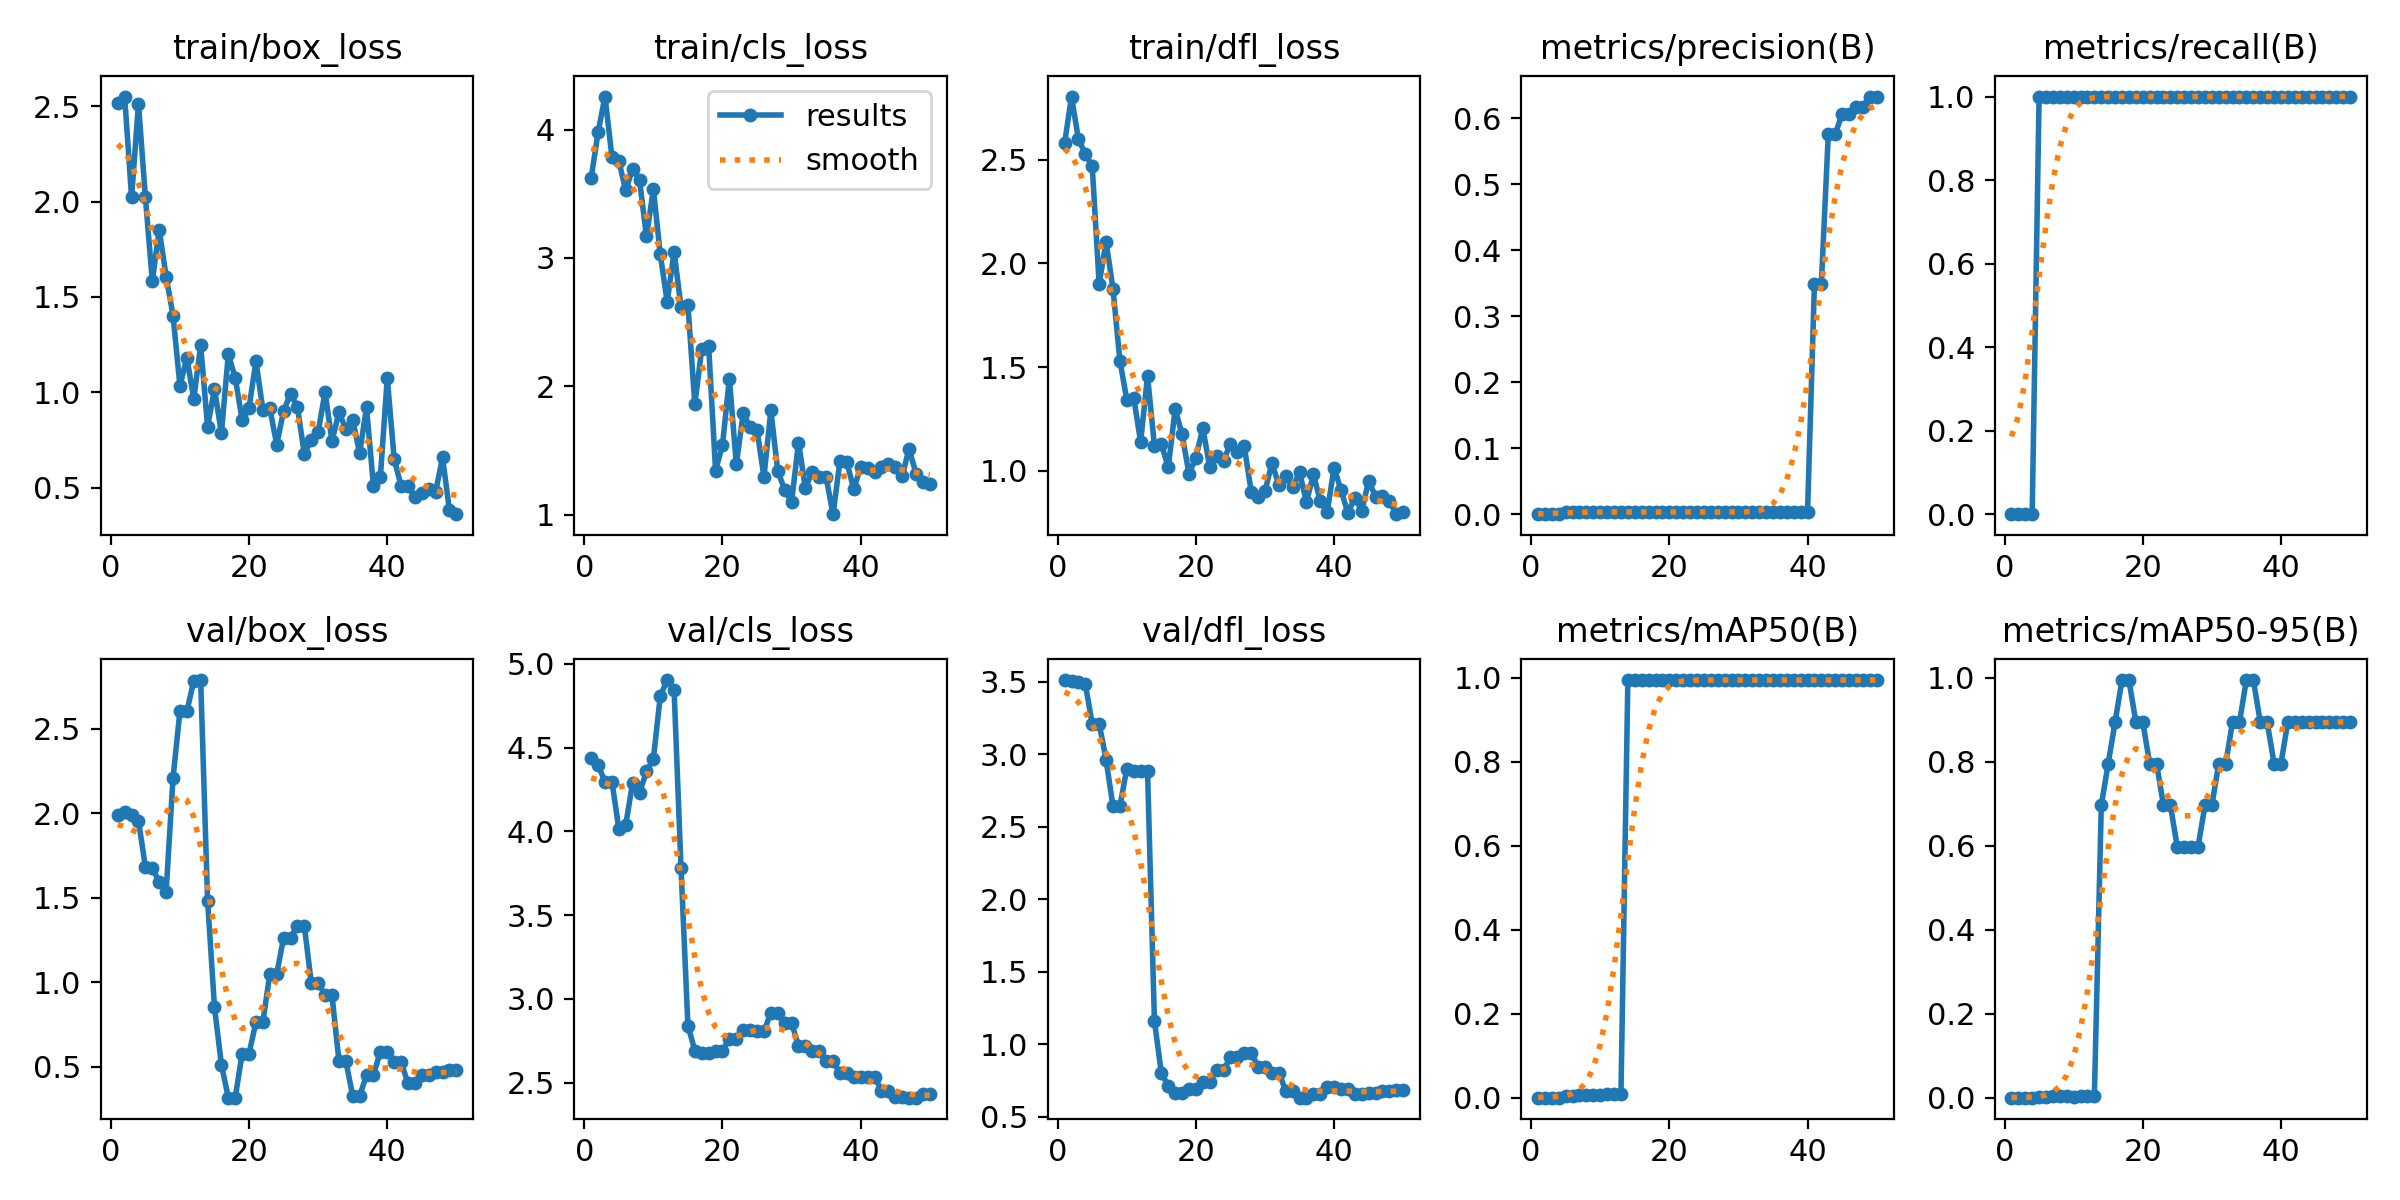 train/box_loss
train/cls_loss
train/dfl_loss
metrics/precision(B)
metrics/recall(B)
2.5
2.0
1.5
1.0
0.5
0 20 40
results
smooth
4
3
2
1
0 20 40
2.5
2.0
1.5
1.0
0 20 40
0.6
0.5
0.4
0.3
0.2
0.1
0.0
0 20 40
1.0
0.8
0.6
0.4
0.2
0.0
0 20 40
val/box_loss
val/cls_loss
val/dfl_loss
metrics/mAP50(B)
metrics/mAP50-95(B)
2.5
2.0
1.5
1.0
0.5
0 20 40
5.0
4.5
4.0
3.5
3.0
2.5
0 20 40
3.5
3.0
2.5
2.0
1.5
1.0
0.5
0 20 40
1.0
0.8
0.6
0.4
0.2
0.0
0 20 40
1.0
0.8
0.6
0.4
0.2
0.0
0 20 40